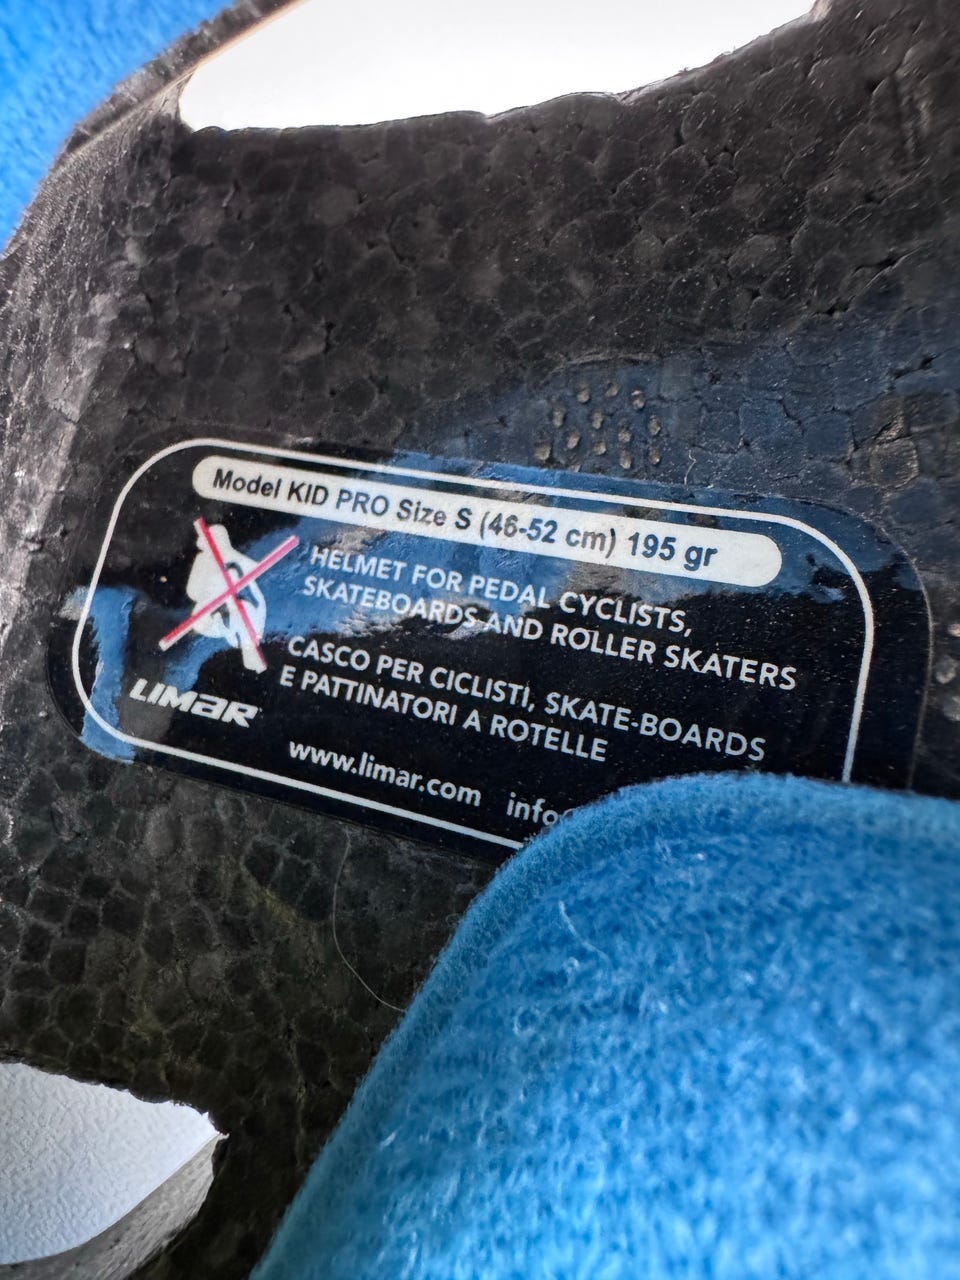 Model KID PRO Size S (46-52 cm) 195 gr
HELMET FOR PEDAL CYCLISTS,
SKATEBOARDS AND ROLLER SKATERS
CASCO PER CICLISTI, SKATE-BOARDS
E PATTINATORI A ROTELLE
LIMAR
www.limar.com info